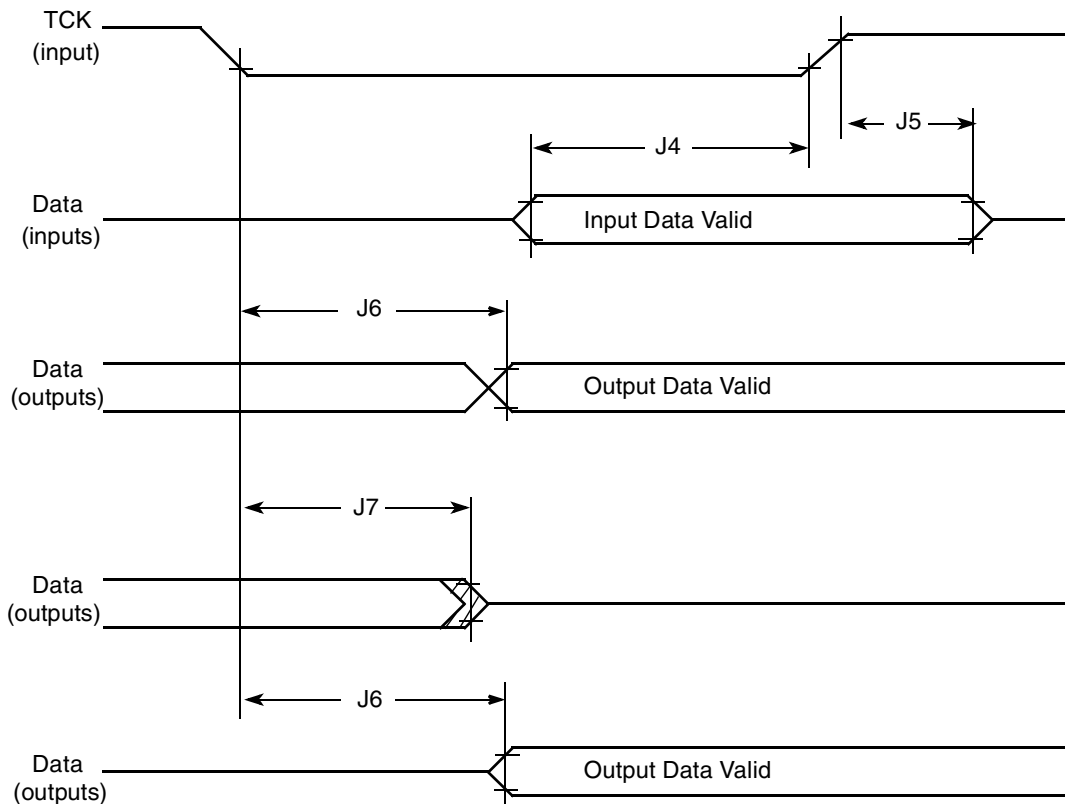 TCK
(input)
J5
J4
Data
(inputs)
Input Data Valid
J6
Data
(outputs)
Output Data Valid
J7
Data
(outputs)
J6
Data
(outputs)
Output Data Valid